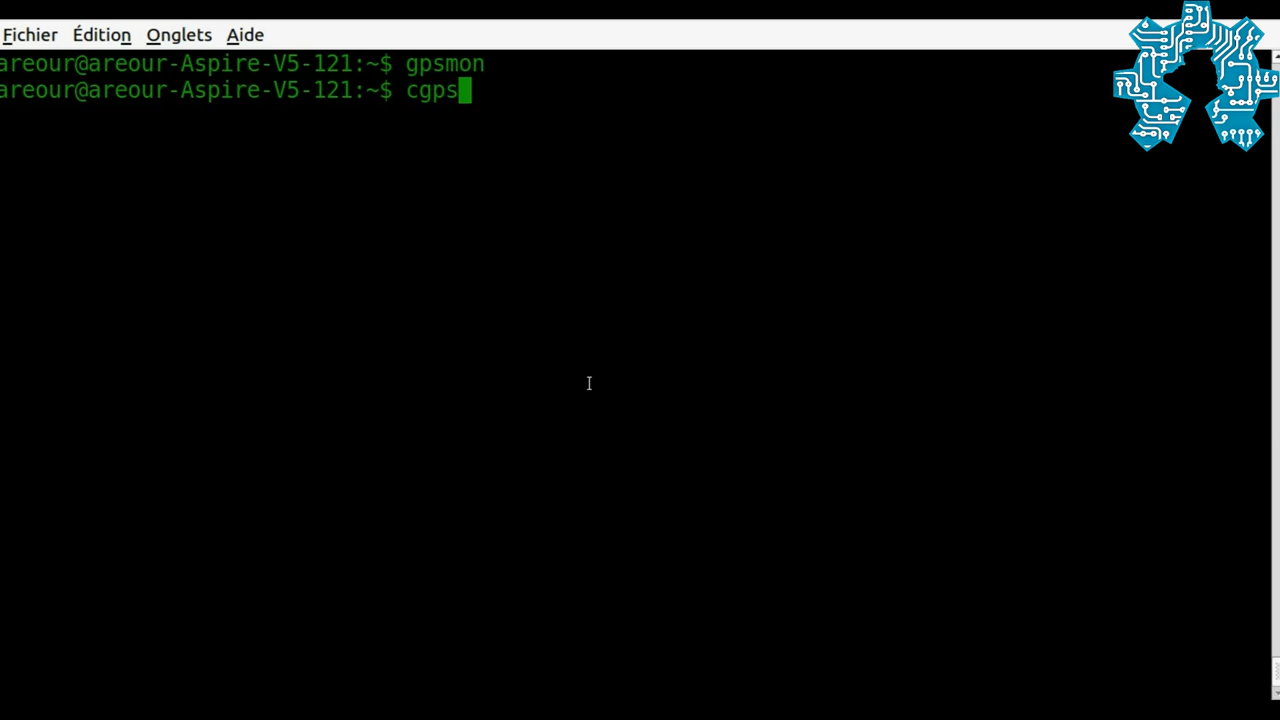 Fichier Édition Onglets Aide
areour@areour-Aspire-V5-121:~$ gpsmon
areour@areour-Aspire-V5-121:~$ cgps